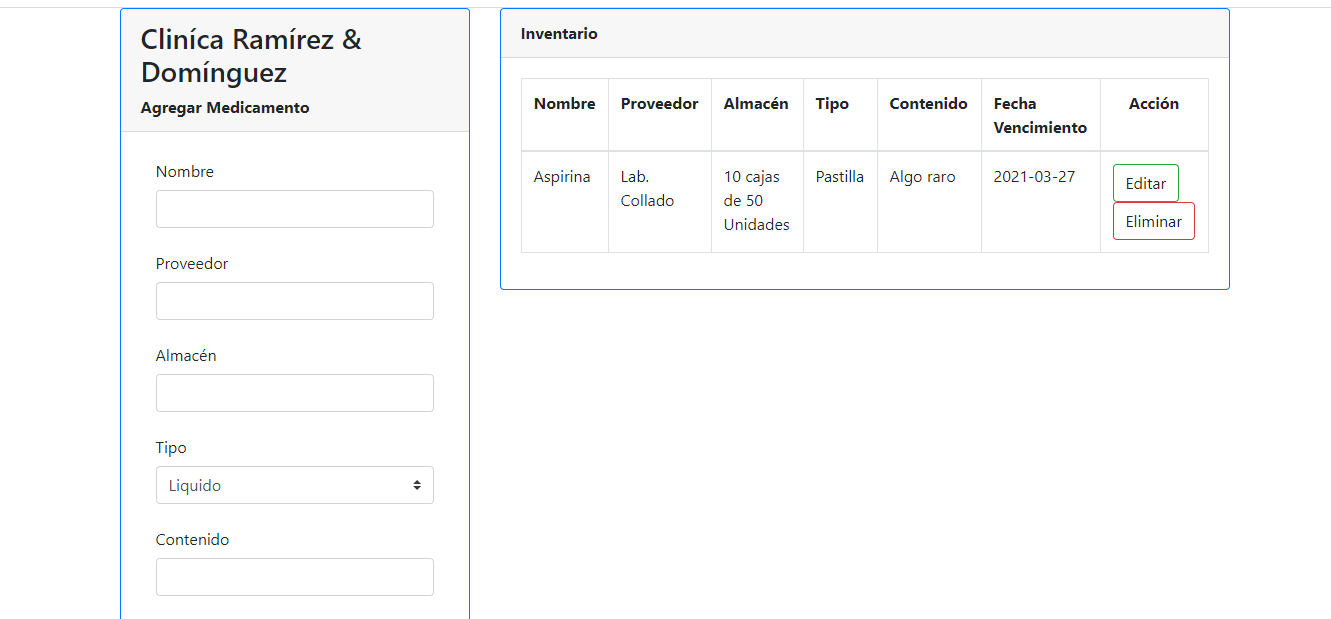 Cliníca Ramírez &
Domínguez
Agregar Medicamento
Nombre
Proveedor
Almacén
Tipo
Liquido
Contenido
Inventario
Nombre Proveedor Almacén Tipo Contenido Fecha Acción
Vencimiento
Aspirina Lab. 10 cajas Pastilla Algo raro 2021-03-27 Editar
Collado de 50
Unidades Eliminar